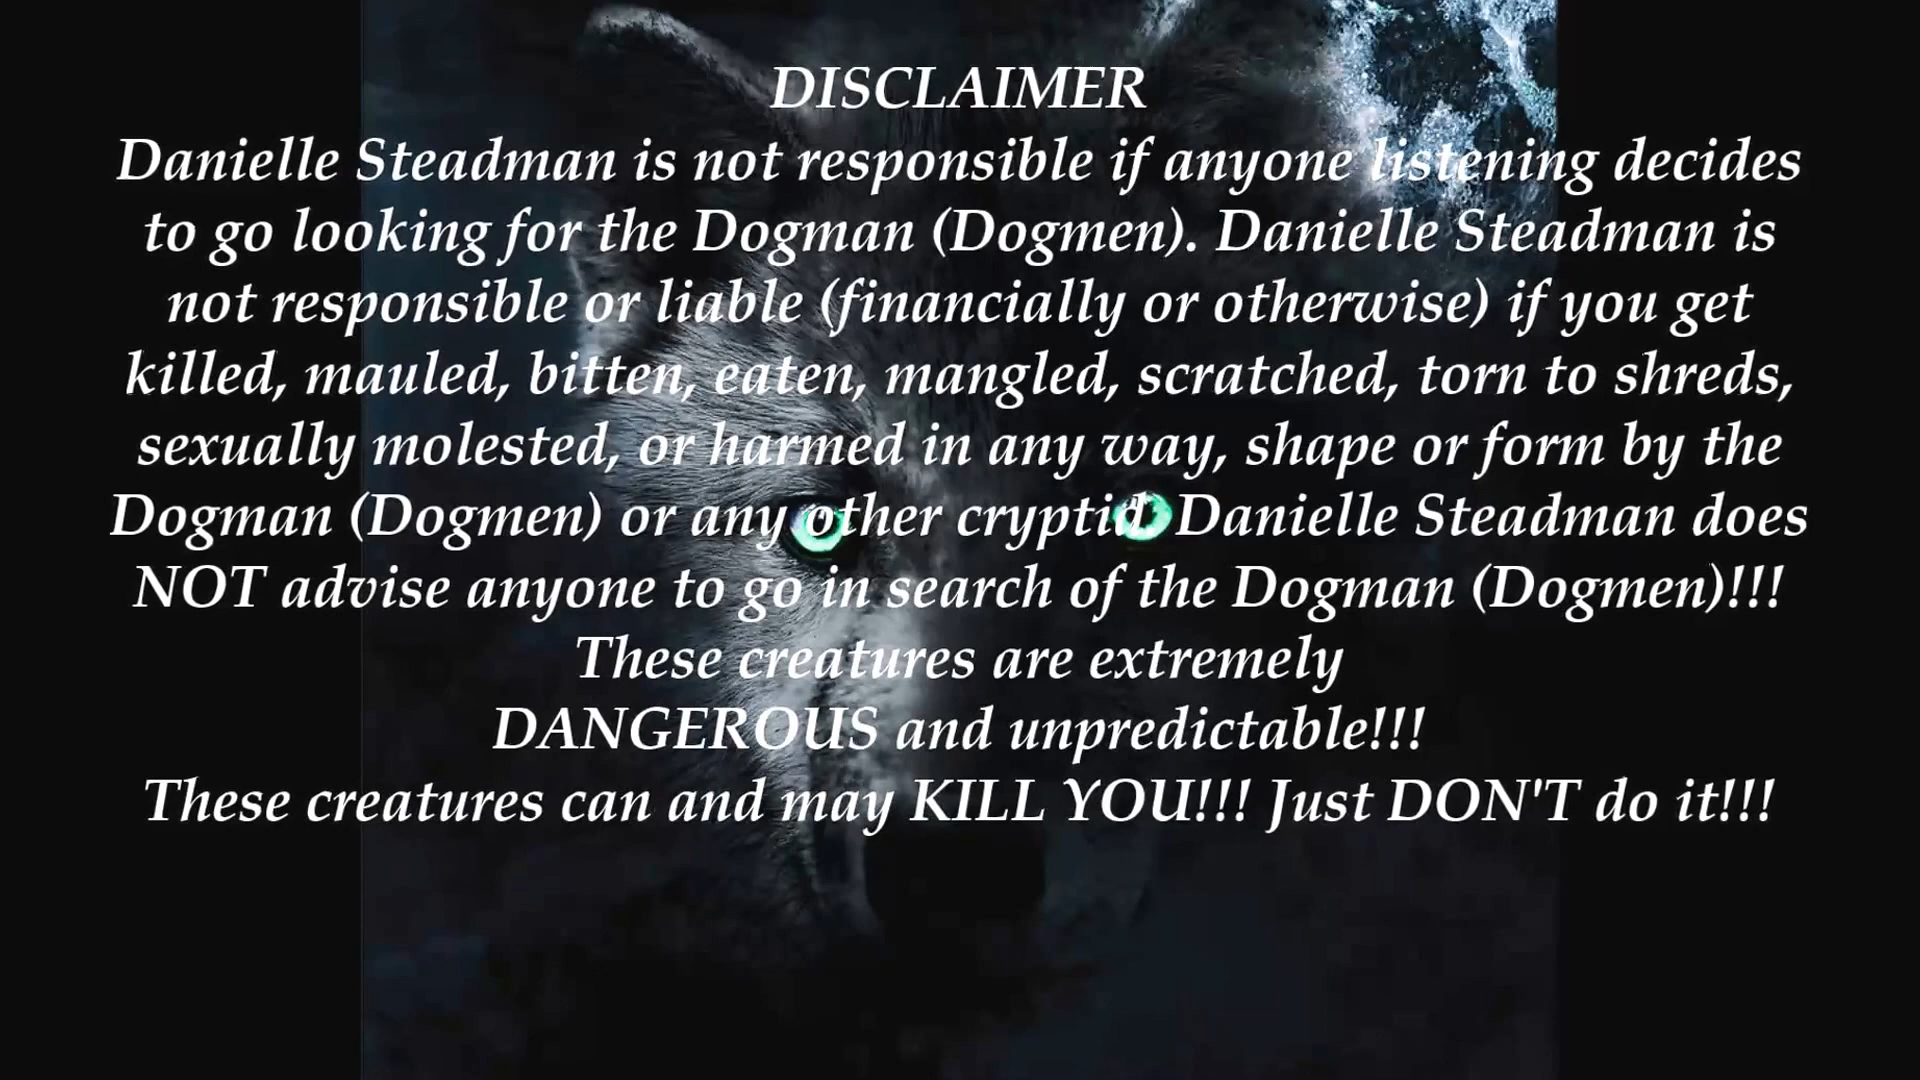 DISCLAIMER
Danielle Steadman is not responsible if anyone listening decides
to go looking for the Dogman (Dogmen). Danielle Steadman is
not responsible or liable (financially or otherwise) if you get
killed, mauled, bitten, eaten, mangled, scratched, torn to shreds,
sexually molested, or harmed in any way, shape or form by the
Dogman (Dogmen) or any other cryptid. Danielle Steadman does
NOT advise anyone to go in search of the Dogman (Dogmen)!!!
These creatures are extremely
DANGEROUS and unpredictable!!!
These creatures can and may KILL YOU!!! Just DON'T do it!!!